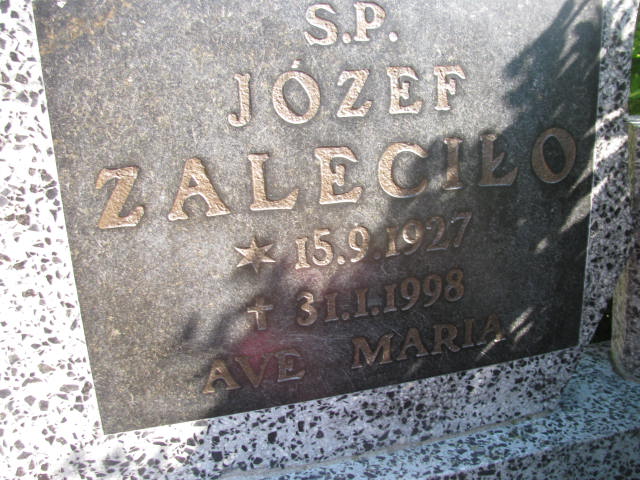 Ś.P.
JÓZEF
ZALECIŁO
* 15.9.1927
✝ 31.1.1998
AVE MARIA